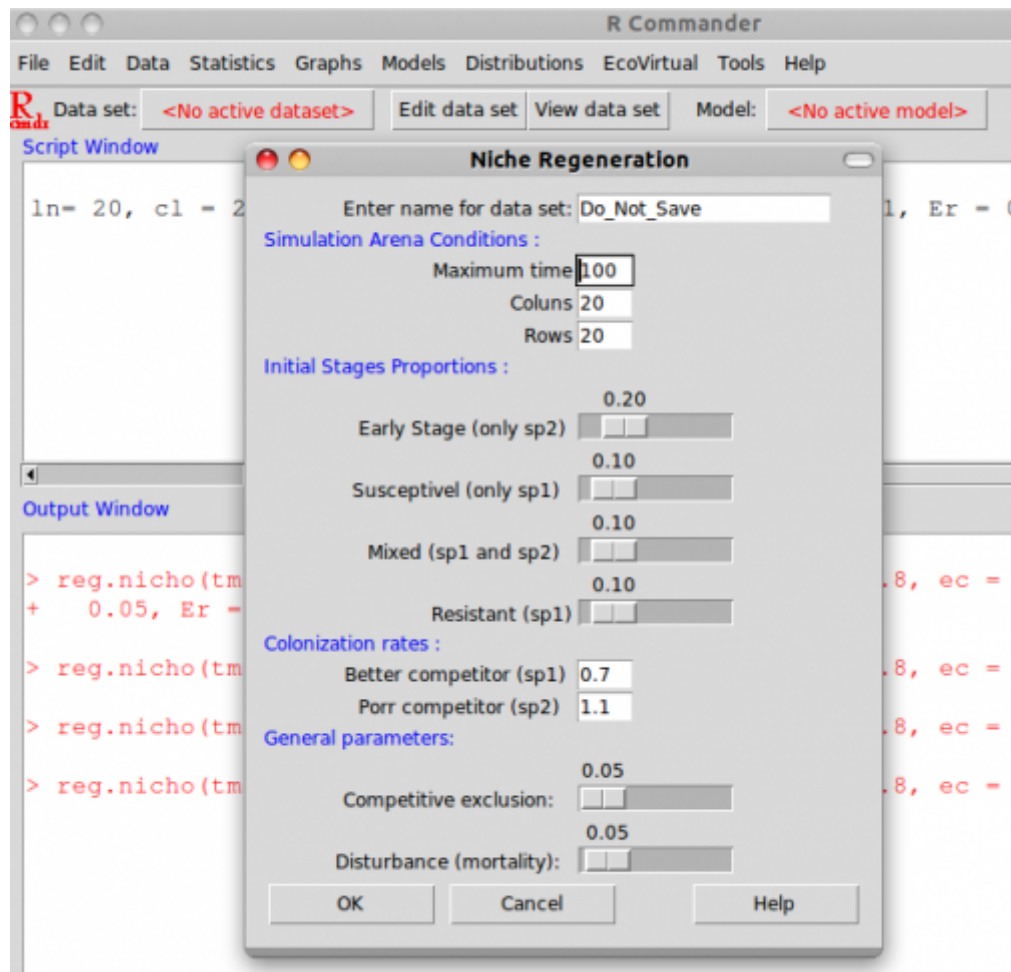 R Commander
File Edit Data Statistics Graphs Models Distributions EcoVirtual Tools Help
R cmdr Data set: <No active dataset> Edit data set View data set Model: <No active model>
Script Window
ln= 20, cl = 2
1, Er = 0
Niche Regeneration
Enter name for data set: Do_Not_Save
Simulation Arena Conditions :
Maximum time 100
Coluns 20
Rows 20
Initial Stages Proportions :
0.20
Early Stage (only sp2)
0.10
Susceptivel (only sp1)
0.10
Mixed (sp1 and sp2)
0.10
Resistant (sp1)
Colonization rates :
Better competitor (sp1) 0.7
Porr competitor (sp2) 1.1
General parameters:
0.05
Competitive exclusion:
0.05
Disturbance (mortality):
OK Cancel Help
Output Window
> reg.nicho(tm .8, ec =
+ 0.05, Er =
> reg.nicho(tm .8, ec =
> reg.nicho(tm .8, ec =
> reg.nicho(tm .8, ec =